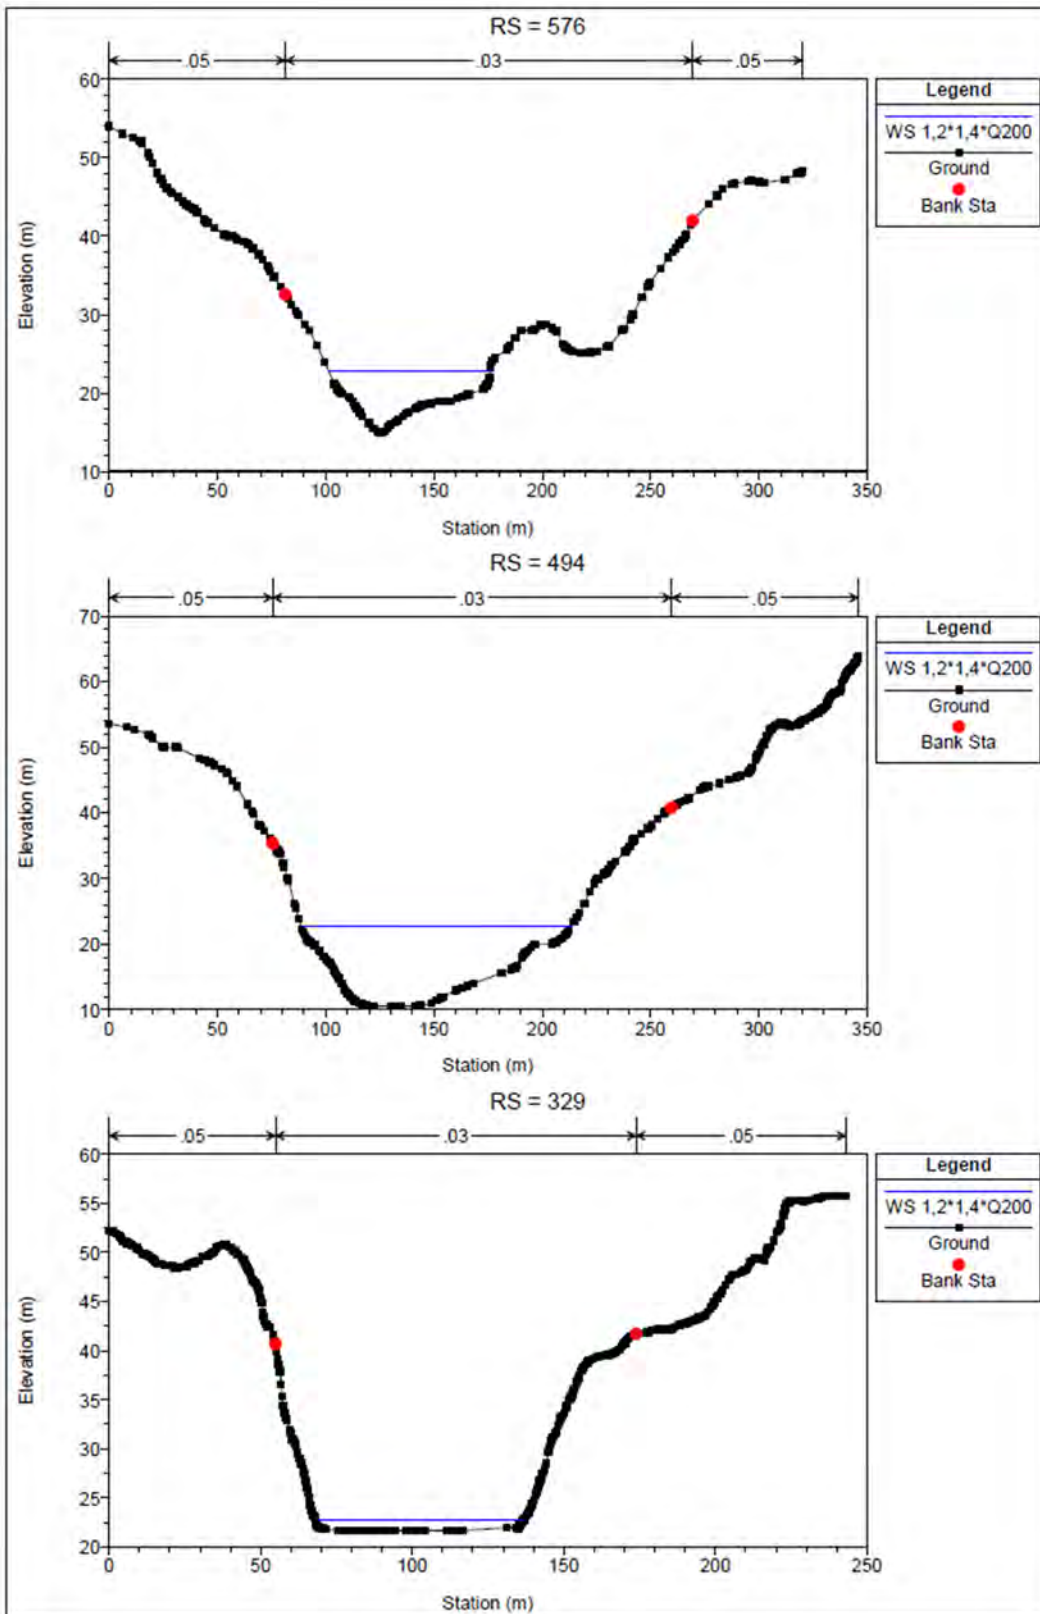 RS = 576
.05 .03 .05
60
50
40
30
20
10
Elevation (m)
0 50 100 150 200 250 300 350
Station (m)
Legend
WS 1,2*1,4*Q200
Ground
Bank Sta
RS = 494
.05 .03 .05
70
60
50
40
30
20
10
Elevation (m)
0 50 100 150 200 250 300 350
Station (m)
Legend
WS 1,2*1,4*Q200
Ground
Bank Sta
RS = 329
.05 .03 .05
60
55
50
45
40
35
30
25
20
Elevation (m)
0 50 100 150 200 250
Station (m)
Legend
WS 1,2*1,4*Q200
Ground
Bank Sta